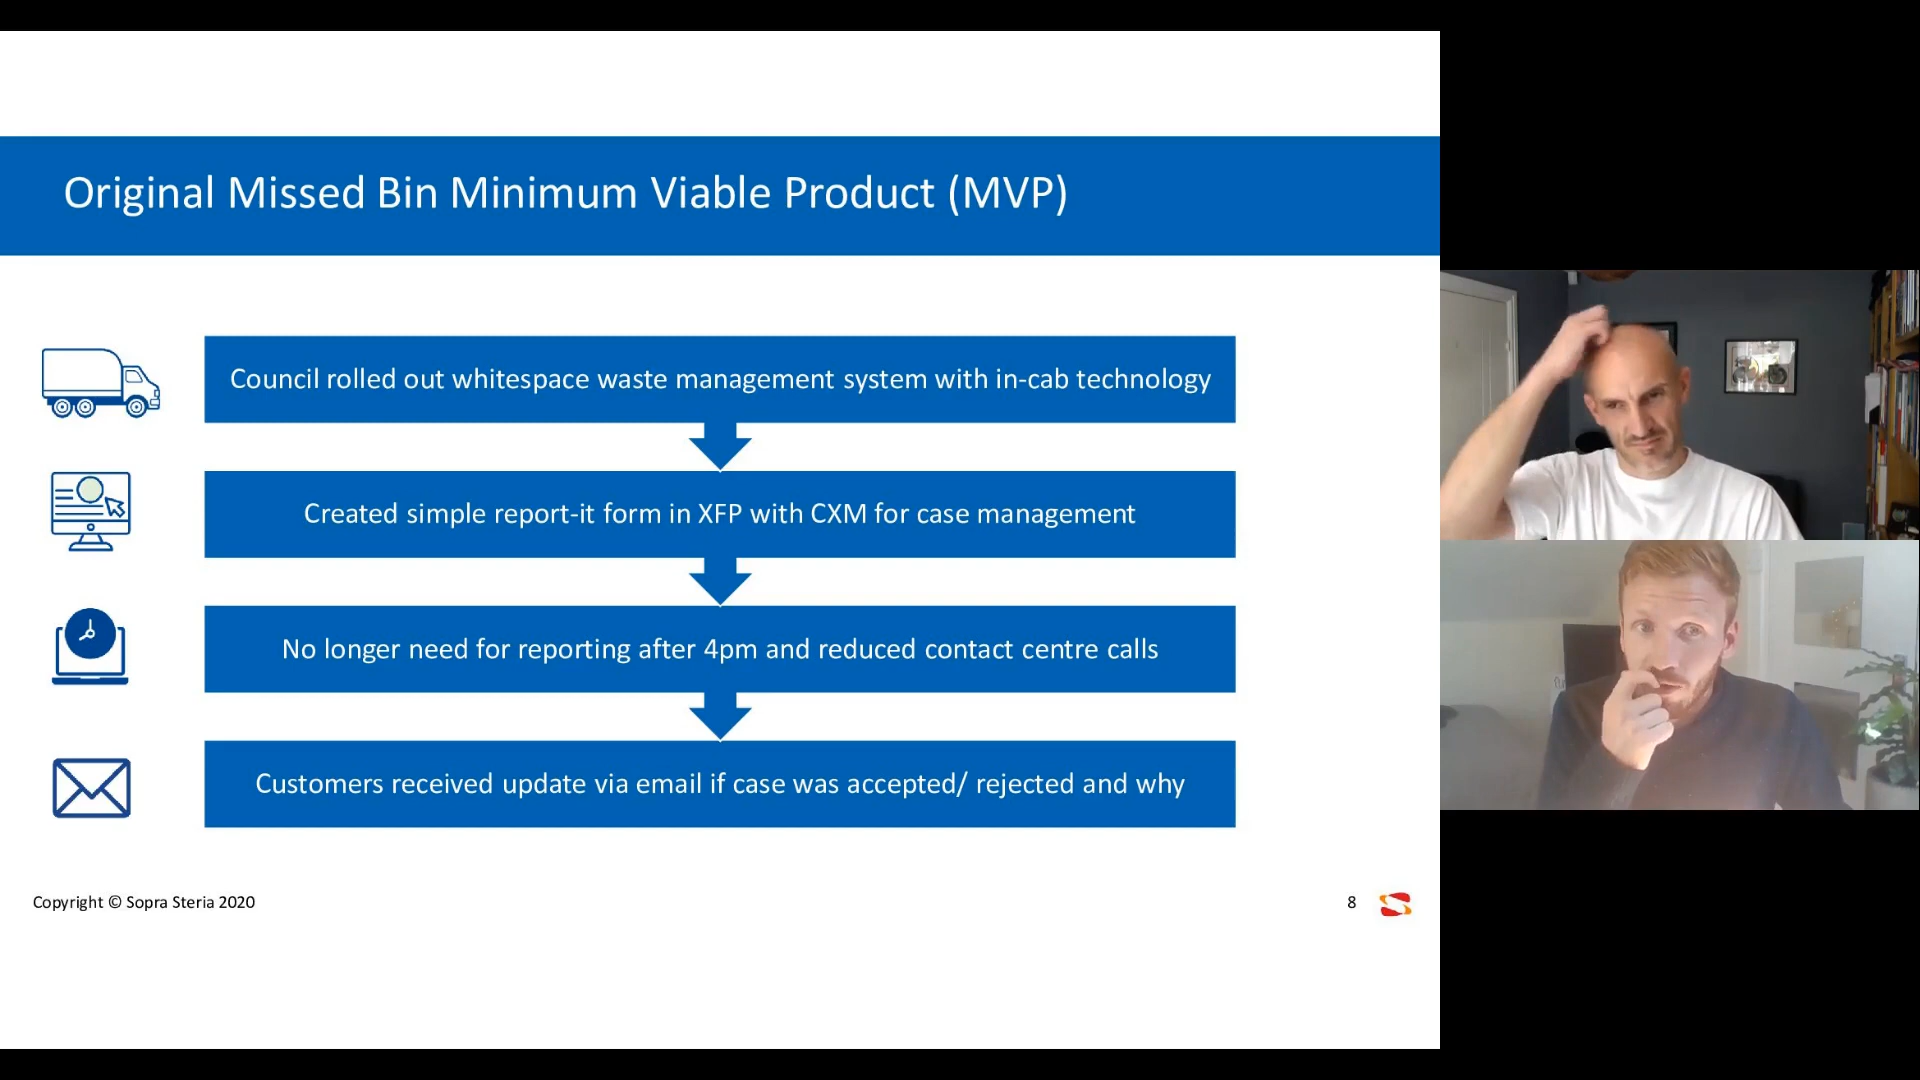 Original Missed Bin Minimum Viable Product (MVP)
Council rolled out whitespace waste management system with in-cab technology
Created simple report-it form in XFP with CXM for case management
No longer need for reporting after 4pm and reduced contact centre calls
Customers received update via email if case was accepted/ rejected and why
Copyright © Sopra Steria 2020
8